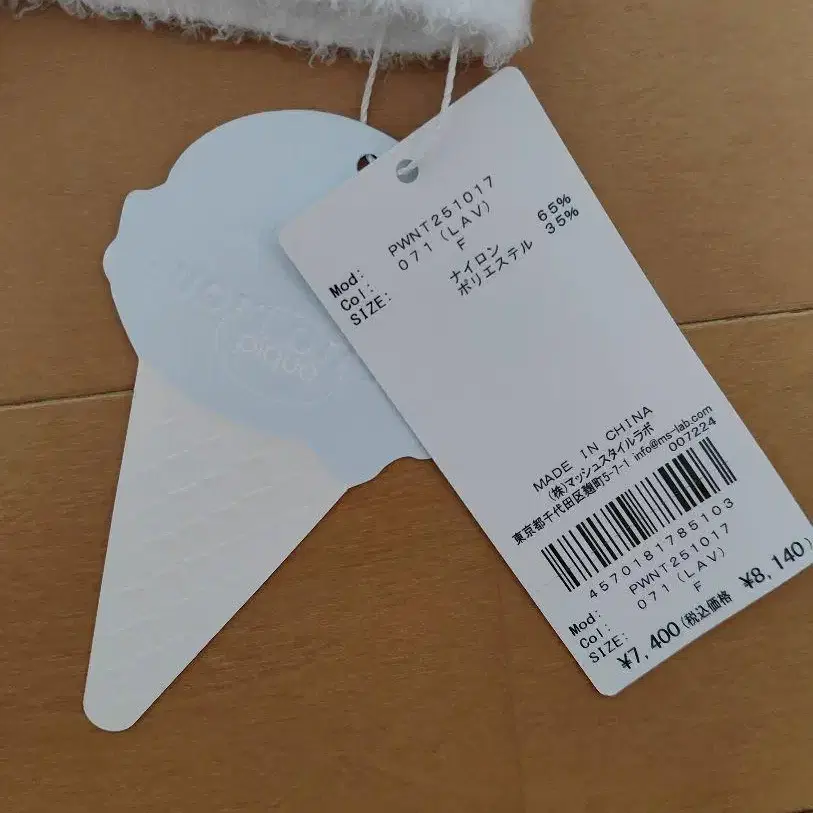 pique
Mod: PWNT251017
Col: 071 (LAV)
SIZE: F
ナイロン 65%
ポリエステル 35%
MADE IN CHINA
(株)マッシュスタイルラボ
東京都千代田区麹町5-7-1 info@ms-lab.com
007224
4570181785103
Mod: PWNT251017
Col: 071 (LAV)
SIZE: F
¥7,400(税込価格 ¥8,140)